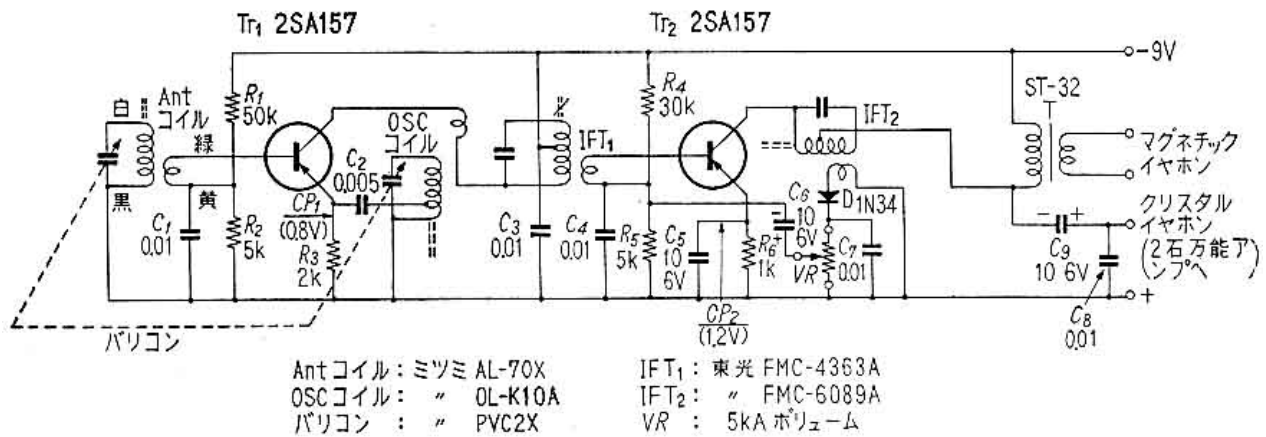 Tr1 2SA157
Tr2 2SA157
-9V
白
Ant
コイル
R1
50k
緑
黒
黄
C1
0.01
R2
5k
CP1
(0.8V)
R3
2k
C2
0.005
OSC
コイル
C3
0.01
IFT1
C4
0.01
R4
30k
R5
5k
C5
10
6V
CP2
(1.2V)
R6
1k
IFT2
C6
10
6V
- +
VR
D 1N34
C7
0.01
ST-32
マグネチック
イヤホン
クリスタル
イヤホン
(2石万能ア
ンプへ)
- +
C9
10 6V
C8
0.01
+
バリコン
Antコイル:ミツミ AL-70X
OSCコイル: 〃 OL-K10A
バリコン : 〃 PVC2X
IFT1:東光 FMC-4363A
IFT2: 〃 FMC-6089A
VR : 5kAボリューム